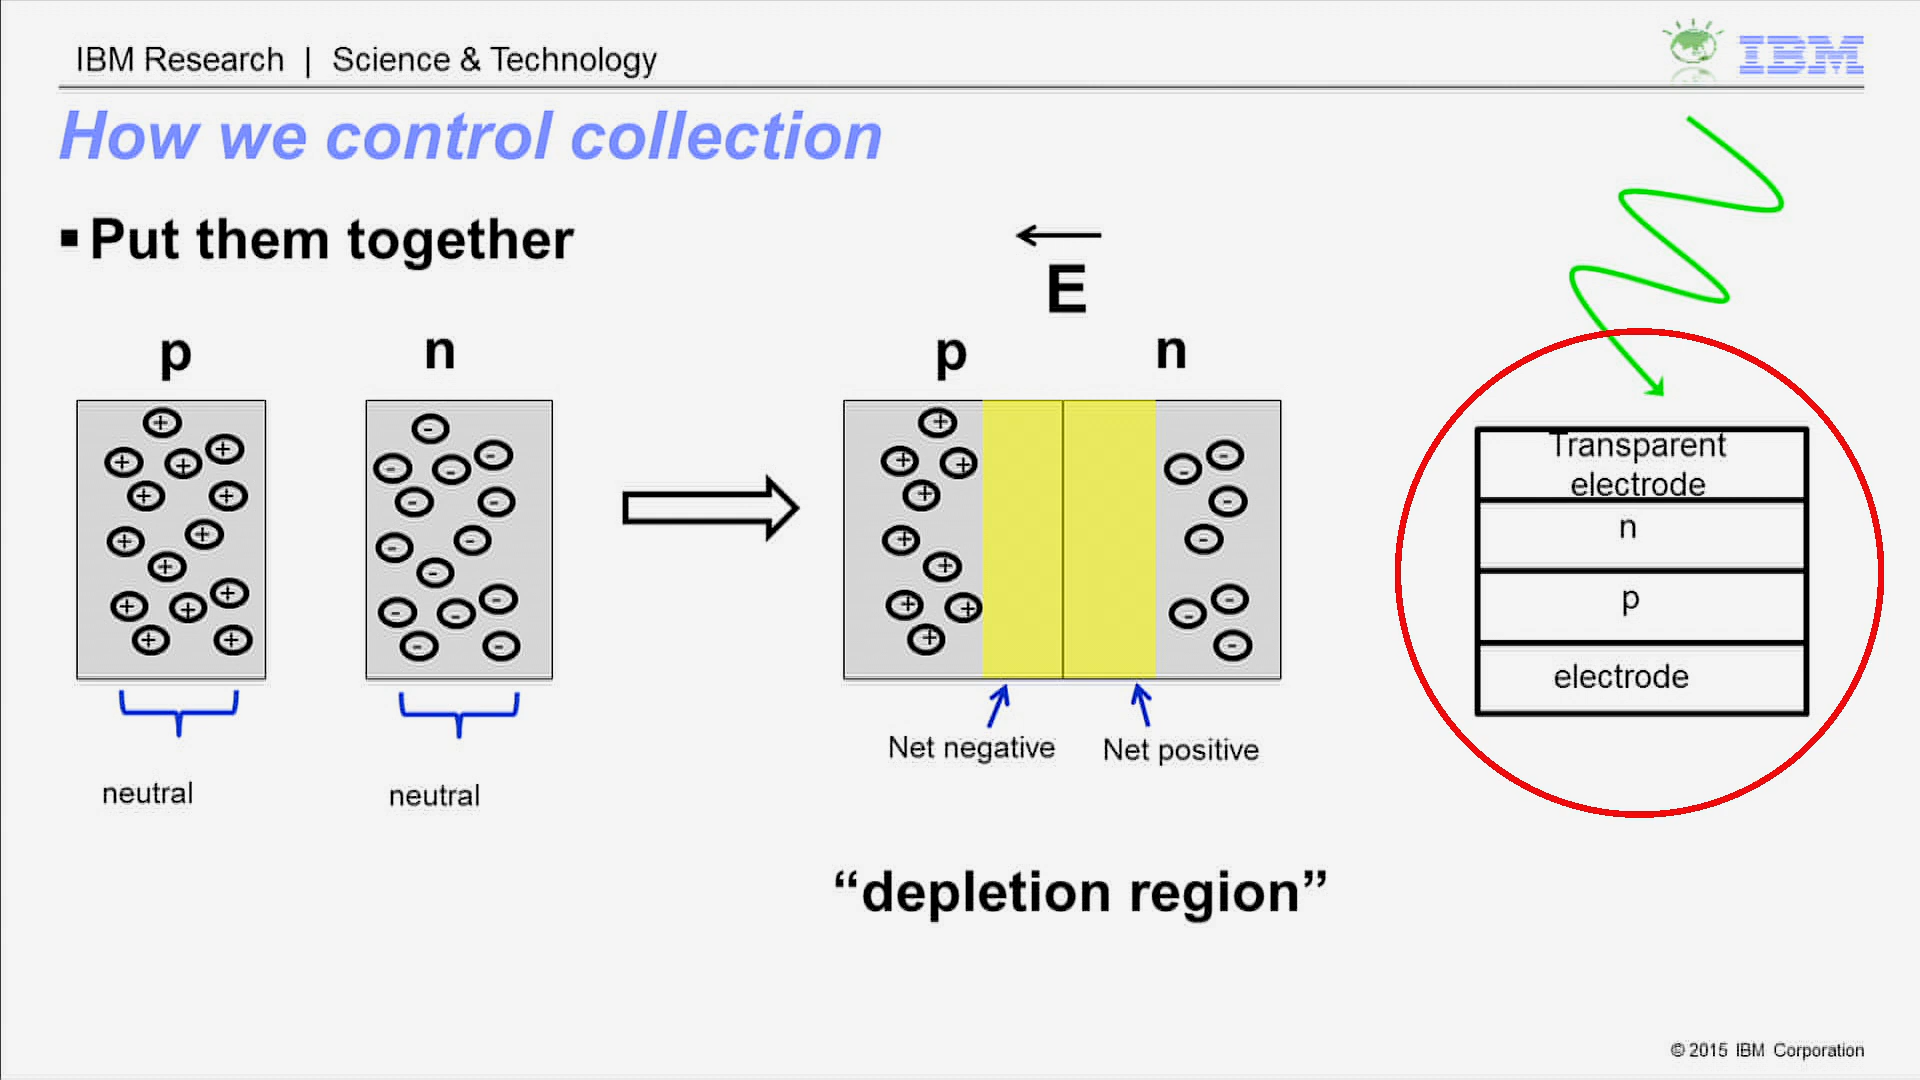 IBM Research | Science & Technology
IBM
How we control collection
▪ Put them together
E
p
n
p
n
Transparent
electrode
n
p
electrode
Net negative
Net positive
neutral
neutral
“depletion region”
© 2015 IBM Corporation